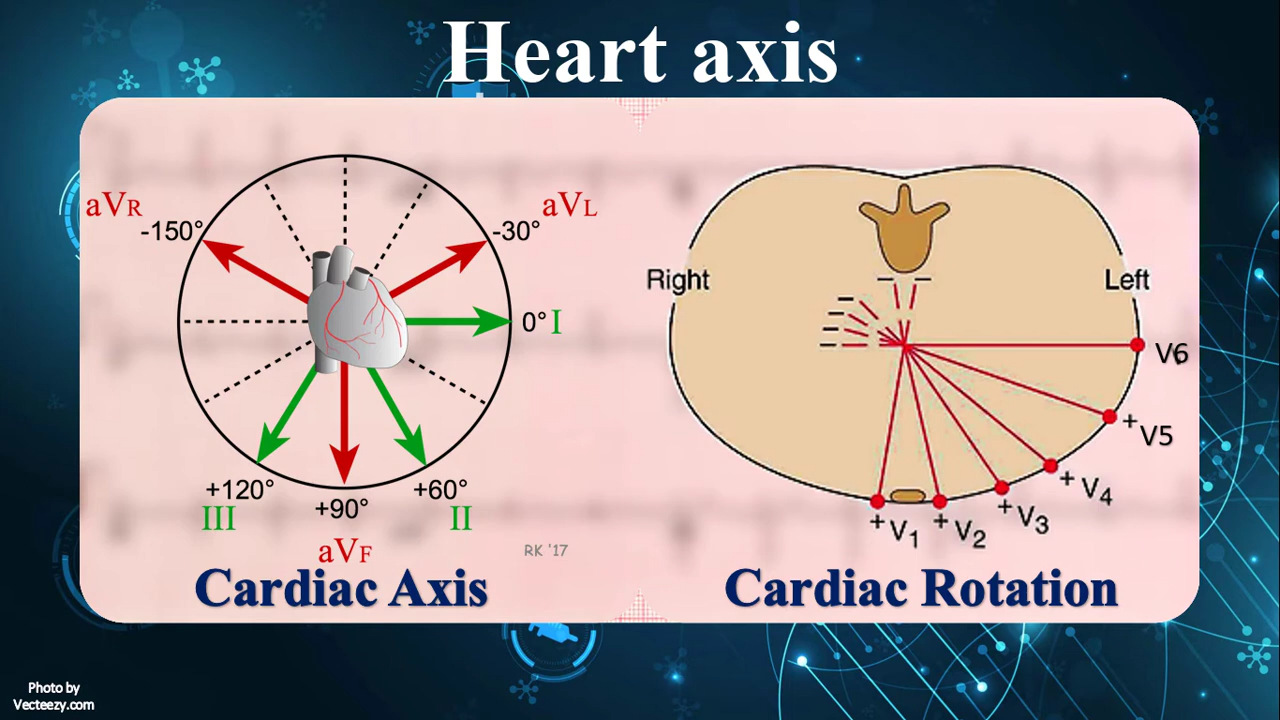 Heart axis
aVR
-150°
aVL
-30°
0° I
+120°
III
+90°
aVF
+60°
II
RK '17
Cardiac Axis
Right
Left
V6
+ V5
+ V4
+ V3
+ V2
+ V1
Cardiac Rotation
Photo by
Vecteezy.com